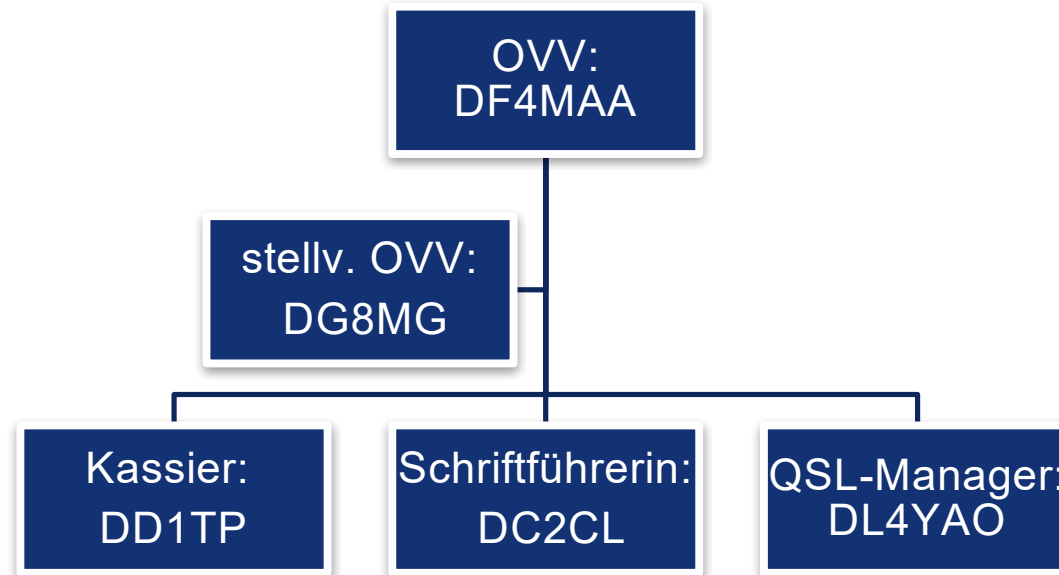 OVV:
DF4MAA
stellv. OVV:
DG8MG
Kassier:
DD1TP
Schriftführerin:
DC2CL
QSL-Manager:
DL4YAO